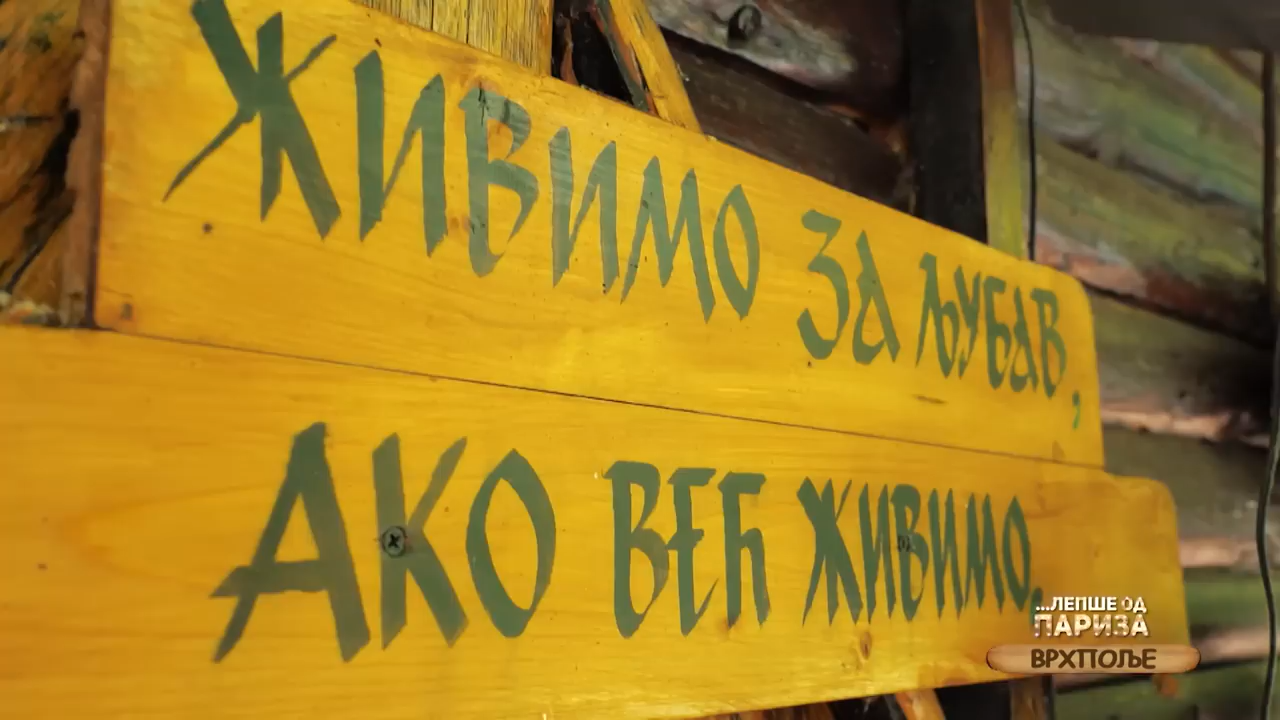 ЖИВИМО ЗА ЉУБАВ,
АКО ВЕЋ ЖИВИМО.
...ЛЕПШЕ ОД
ПАРИЗА
ВРХПОЉЕ